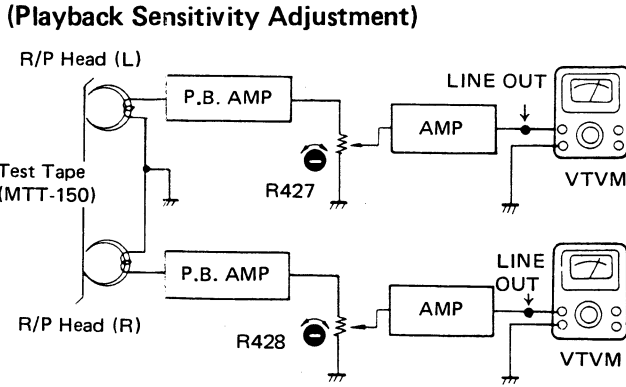 (Playback Sensitivity Adjustment)
R/P Head (L)
P.B. AMP
LINE OUT
AMP
Test Tape
(MTT-150)
R427
VTVM
R/P Head (R)
P.B. AMP
LINE
OUT
AMP
R428
VTVM